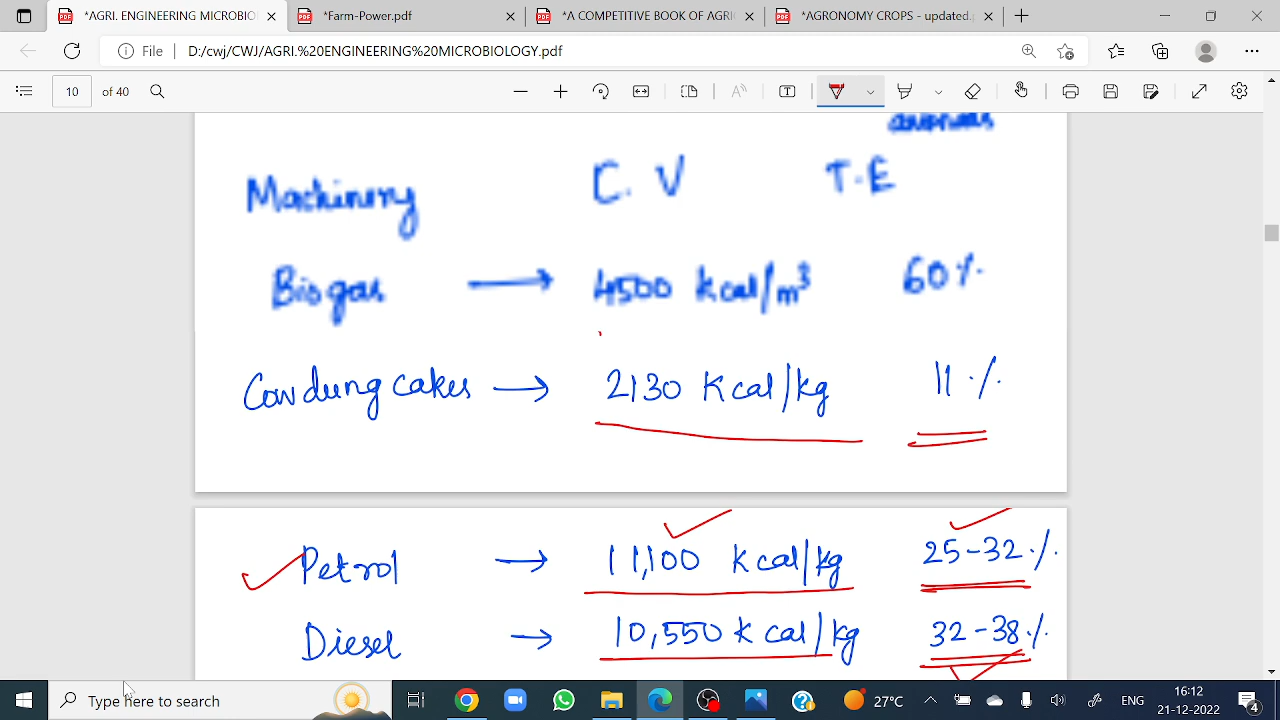 *AGRI. ENGINEERING MICROBIO
*Farm-Power.pdf
*A COMPETITIVE BOOK OF AGRI
*AGRONOMY CROPS - updated.p
File D:/cwj/CWJ/AGRI.%20ENGINEERING%20MICROBIOLOGY.pdf
10 of 40
animals
Machinery C. V T.E
Biogas → 4500 kcal/m³ 60%
Cowdung cakes → 2130 Kcal/kg 11%
Petrol → 11,100 kcal/kg 25-32%
Diesel → 10,550 kcal/kg 32-38%
Type here to search
27°C
ENG
16:12
21-12-2022
4